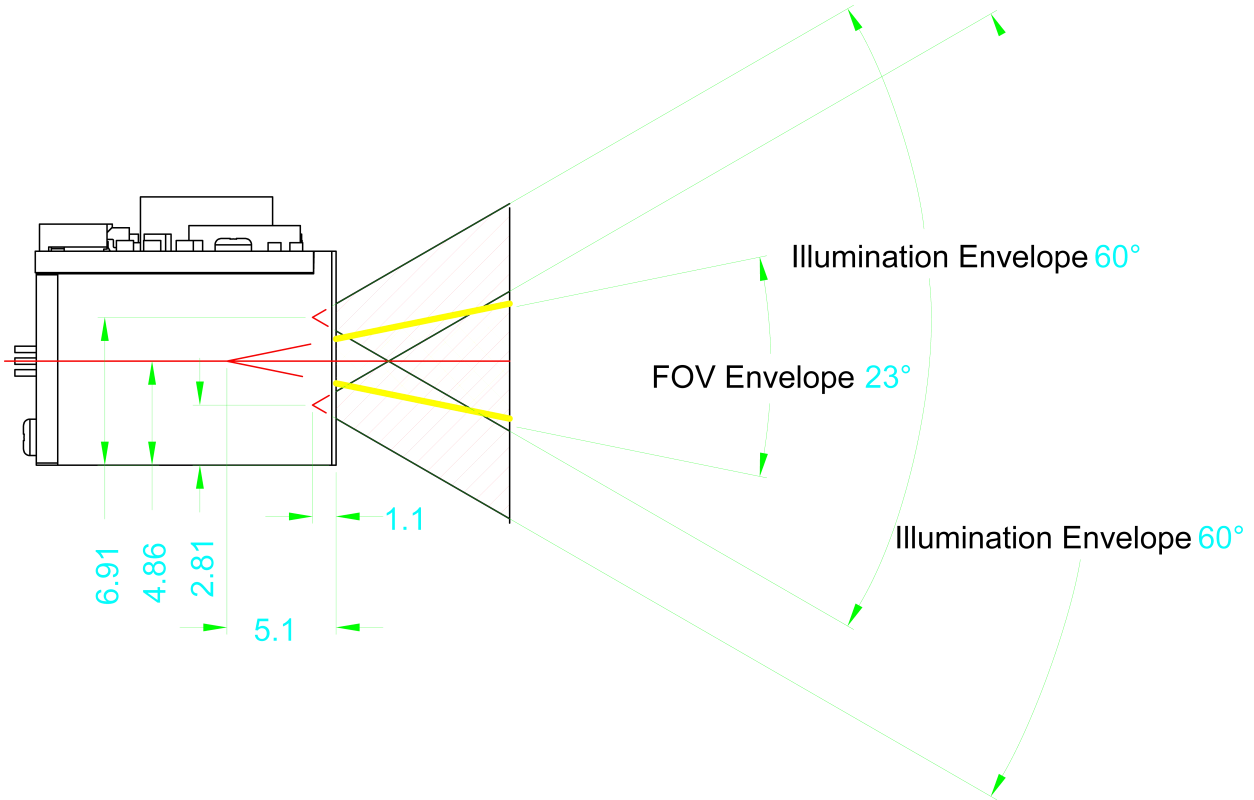 Illumination Envelope 60°
FOV Envelope 23°
Illumination Envelope 60°
1.1
6.91
4.86
2.81
5.1